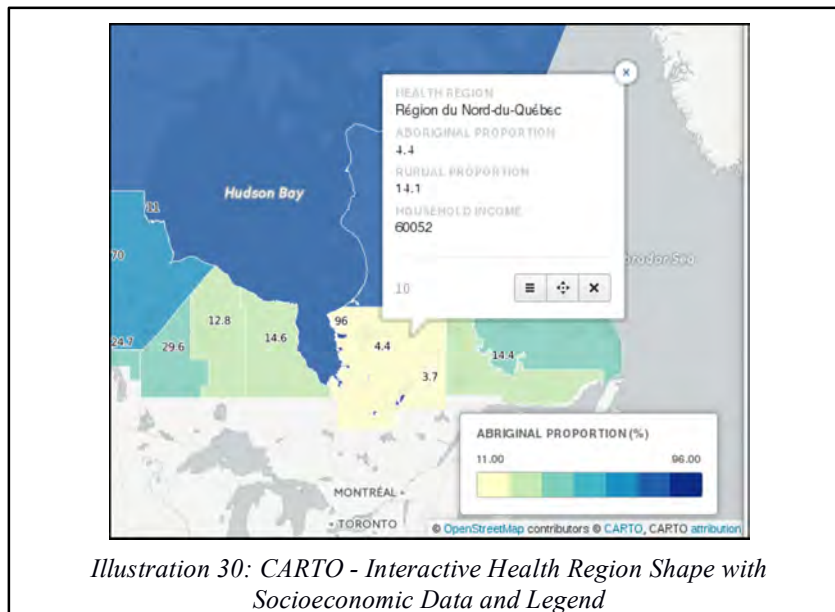 HEALTH REGION
Région du Nord-du-Québec
ABORIGINAL PROPORTION
4.4
RURUAL PROPORTION
14.1
HOUSEHOLD INCOME
60052
10
Hudson Bay
brador Sea
11
70
24.7
29.6
12.8
14.6
96
4.4
3.7
14.4
ABRIGINAL PROPORTION (%)
11.00 96.00
MONTRÉAL
TORONTO
© OpenStreetMap contributors © CARTO, CARTO attribution
Illustration 30: CARTO - Interactive Health Region Shape with
Socioeconomic Data and Legend